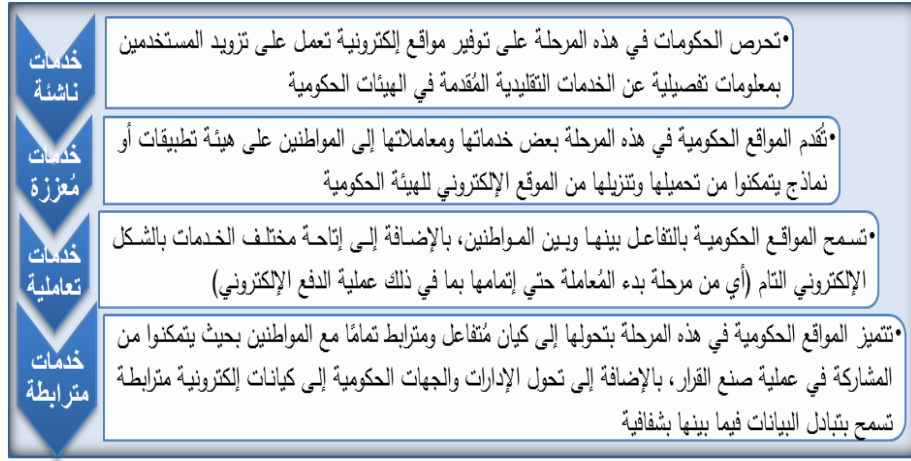 خدمات
ناشئة
•تحرص الحكومات في هذه المرحلة على توفير مواقع إلكترونية تعمل على تزويد المستخدمين
بمعلومات تفصيلية عن الخدمات التقليدية المُقدمة في الهيئات الحكومية
خدمات
مُعززة
•تُقدم المواقع الحكومية في هذه المرحلة بعض خدماتها ومعاملاتها إلى المواطنين على هيئة تطبيقات أو
نماذج يتمكنوا من تحميلها وتنزيلها من الموقع الإلكتروني للهيئة الحكومية
خدمات
تعاملية
•تسمح المواقع الحكومية بالتفاعل بينها وبين المواطنين، بالإضافة إلى إتاحة مختلف الخدمات بالشكل
الإلكتروني التام (أي من مرحلة بدء المُعاملة حتي إتمامها بما في ذلك عملية الدفع الإلكتروني)
خدمات
مترابطة
•تتميز المواقع الحكومية في هذه المرحلة بتحولها إلى كيان مُتفاعل ومترابط تمامًا مع المواطنين بحيث يتمكنوا من
المشاركة في عملية صنع القرار، بالإضافة إلى تحول الإدارات والجهات الحكومية إلى كيانات إلكترونية مترابطة
تسمح بتبادل البيانات فيما بينها بشفافية